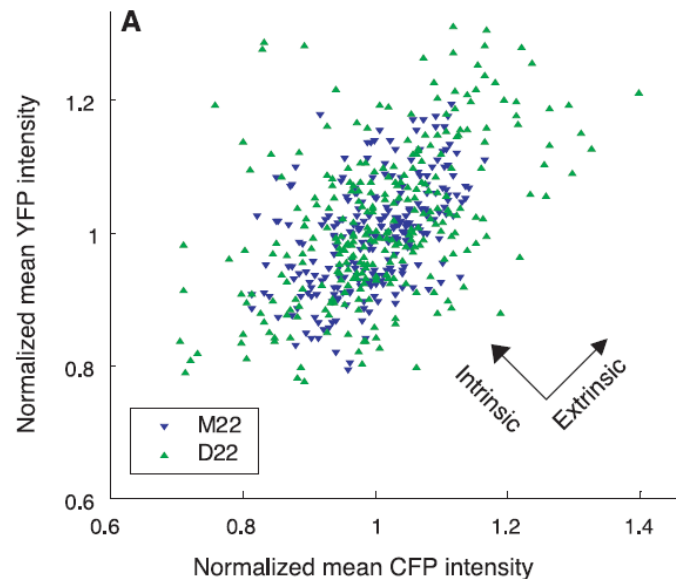 A
Normalized mean YFP intensity
1.2
1
0.8
0.6
Intrinsic
Extrinsic
M22
D22
0.6
0.8
1
1.2
1.4
Normalized mean CFP intensity